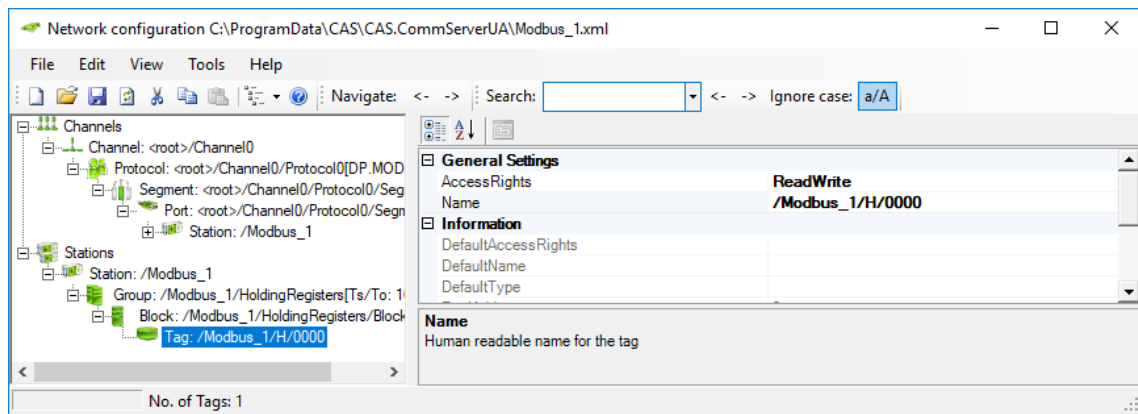 Network configuration C:\ProgramData\CAS\CAS.CommServerUA\Modbus_1.xml
File Edit View Tools Help
Navigate: <- -> Search: <- -> Ignore case: a/A
Channels
Channel: <root>/Channel0
Protocol: <root>/Channel0/Protocol0[DP.MOD
Segment: <root>/Channel0/Protocol0/Seg
Port: <root>/Channel0/Protocol0/Segn
Station: /Modbus_1
Stations
Station: /Modbus_1
Group: /Modbus_1/HoldingRegisters[Ts/To: 1
Block: /Modbus_1/HoldingRegisters/Block
Tag: /Modbus_1/H/0000
General Settings
AccessRights ReadWrite
Name /Modbus_1/H/0000
Information
DefaultAccessRights
DefaultName
DefaultType
Name
Human readable name for the tag
No. of Tags: 1